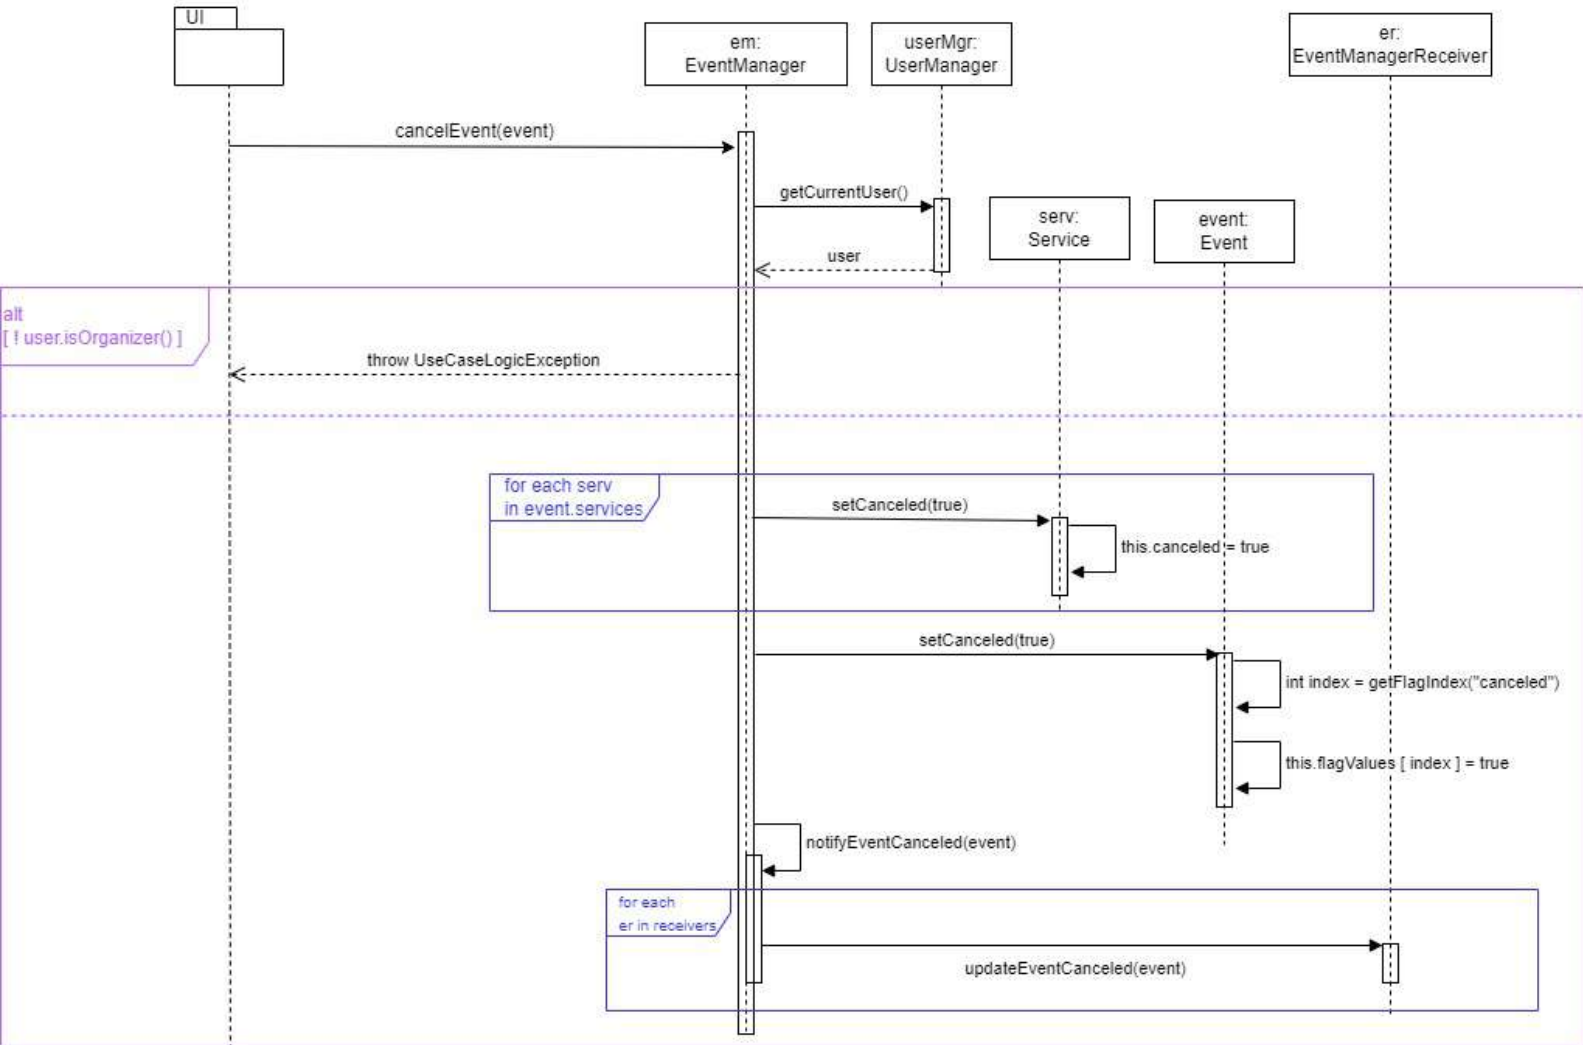 UI
em:
EventManager
userMgr:
UserManager
er:
EventManagerReceiver
cancelEvent(event)
getCurrentUser()
serv:
Service
event:
Event
user
alt
[ ! user.isOrganizer() ]
throw UseCaseLogicException
for each serv
in event.services
setCanceled(true)
this.canceled = true
setCanceled(true)
int index = getFlagIndex("canceled")
this.flagValues [ index ] = true
notifyEventCanceled(event)
for each
er in receivers
updateEventCanceled(event)